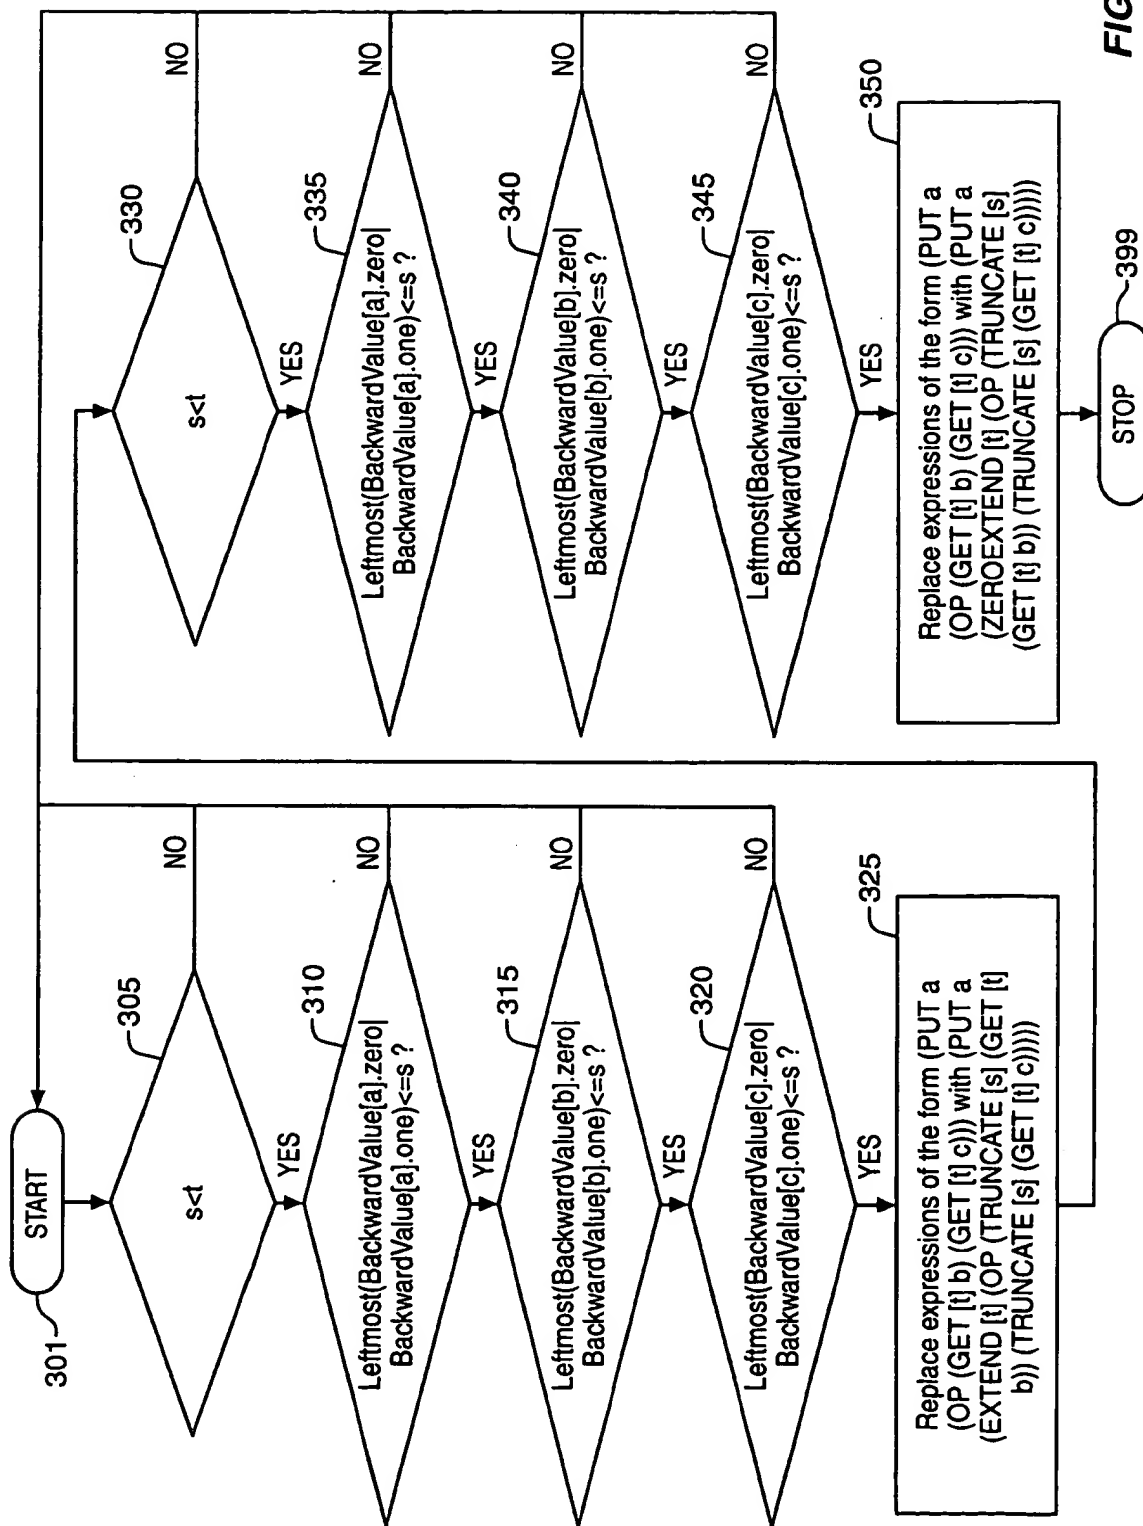 START
301
305
s<t
NO
YES
310
Leftmost(BackwardValue[a].zero|
BackwardValue[a].one)<=s ?
NO
YES
315
Leftmost(BackwardValue[b].zero|
BackwardValue[b].one)<=s ?
NO
YES
320
Leftmost(BackwardValue[c].zero|
BackwardValue[c].one)<=s ?
NO
YES
325
Replace expressions of the form (PUT a
(OP (GET [t] b) (GET [t] c))) with (PUT a
(EXTEND [t] (OP (TRUNCATE [s] (GET [t]
b)) (TRUNCATE [s] (GET [t] c)))))
330
s<t
NO
YES
335
Leftmost(BackwardValue[a].zero|
BackwardValue[a].one)<=s ?
NO
YES
340
Leftmost(BackwardValue[b].zero|
BackwardValue[b].one)<=s ?
NO
YES
345
Leftmost(BackwardValue[c].zero|
BackwardValue[c].one)<=s ?
NO
YES
350
Replace expressions of the form (PUT a
(OP (GET [t] b) (GET [t] c))) with (PUT a
(ZEROEXTEND [t] (OP (TRUNCATE [s]
(GET [t] b)) (TRUNCATE [s] (GET [t] c)))))
STOP
399
FIG